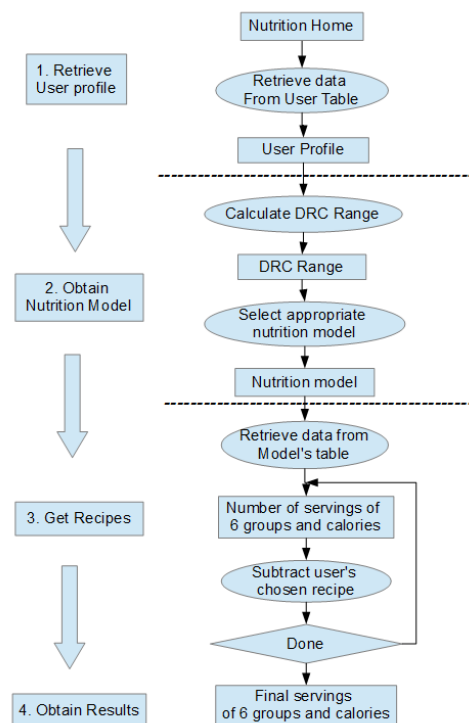 Nutrition Home
1. Retrieve
User profile
Retrieve data
From User Table
User Profile
Calculate DRC Range
DRC Range
2. Obtain
Nutrition Model
Select appropriate
nutrition model
Nutrition model
Retrieve data from
Model's table
3. Get Recipes
Number of servings of
6 groups and calories
Subtract user's
chosen recipe
Done
4. Obtain Results
Final servings
of 6 groups and calories